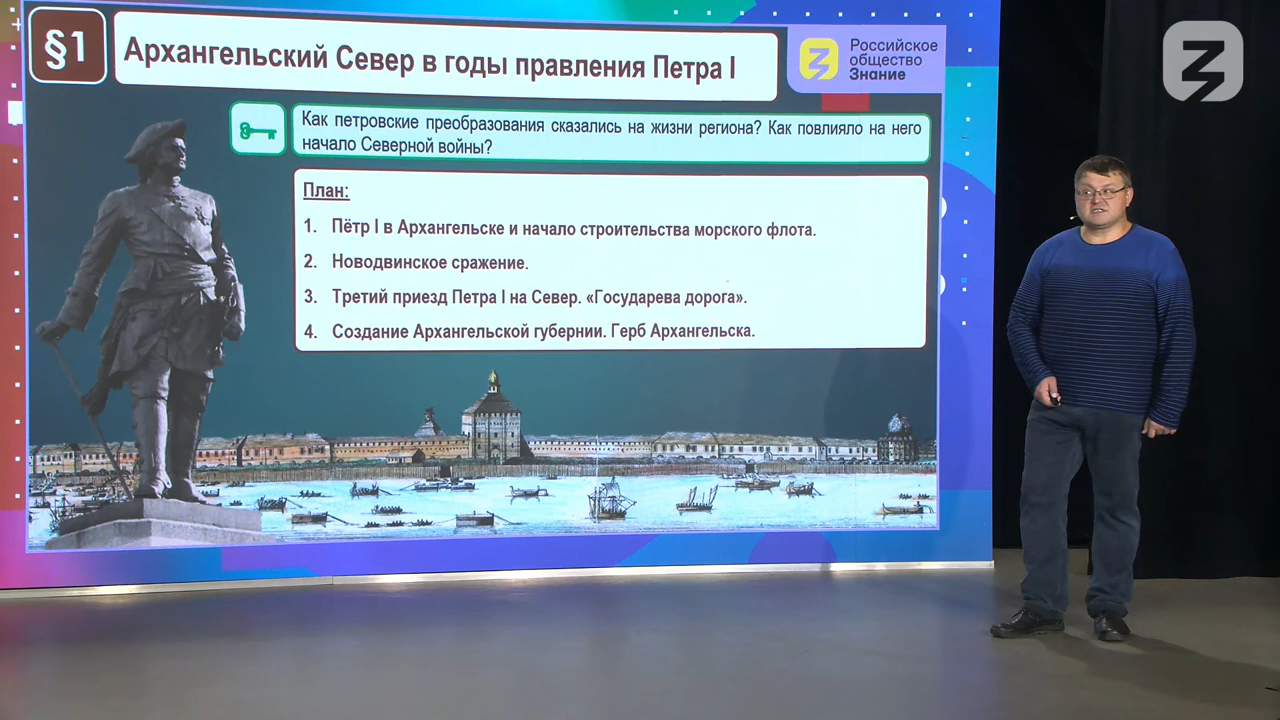 §1
Архангельский Север в годы правления Петра I
Российское
общество
Знание
Как петровские преобразования сказались на жизни региона? Как повлияло на него
начало Северной войны?
План:
1. Пётр I в Архангельске и начало строительства морского флота.
2. Новодвинское сражение.
3. Третий приезд Петра I на Север. «Государева дорога».
4. Создание Архангельской губернии. Герб Архангельска.